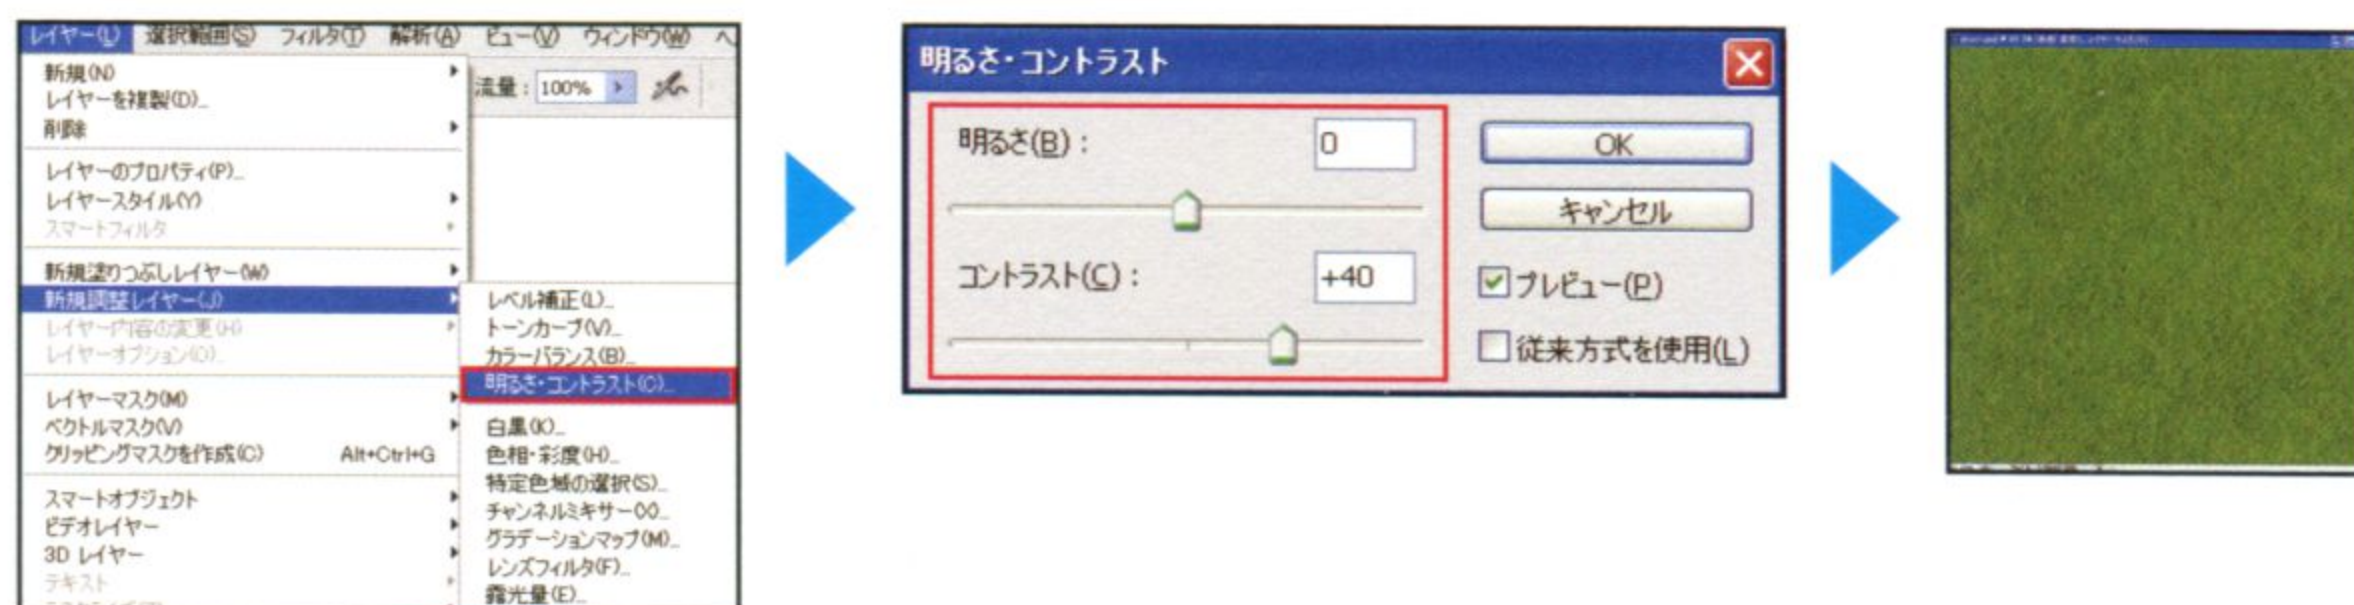 レイヤー(L) 選択範囲(S) フィルタ(T) 解析(A) ビュー(V) ウィンドウ(W) ヘ
新規(N)
レイヤーを複製(D)...
削除
レイヤーのプロパティ(P)...
レイヤースタイル(Y)
スマートフィルタ
新規塗りつぶしレイヤー(W)
新規調整レイヤー(J)
レイヤー内容の変更(H)
レイヤーオプション(O)...
レイヤーマスク(M)
ベクトルマスク(V)
クリッピングマスクを作成(C) Alt+Ctrl+G
スマートオブジェクト
ビデオレイヤー
3D レイヤー
テキスト
流量: 100%
レベル補正(L)...
トーンカーブ(V)...
カラーバランス(B)...
明るさ・コントラスト(C)...
白黒(K)...
色相・彩度(H)...
特定色域の選択(S)...
チャンネルミキサー(X)...
グラデーションマップ(M)...
レンズフィルタ(F)...
露光量(E)...
明るさ・コントラスト
明るさ(B): 0
コントラスト(C): +40
OK
キャンセル
プレビュー(P)
従来方式を使用(L)